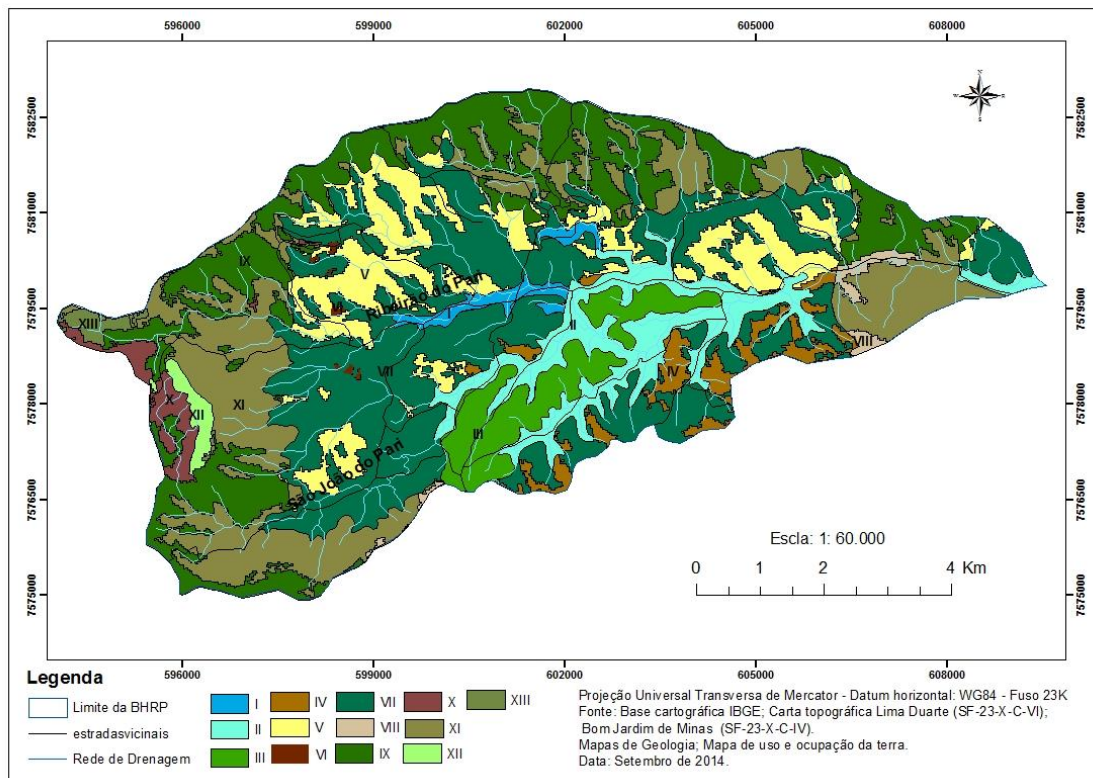 596000 599000 602000 605000 608000
7582500 7582500
7581000 7581000
7579500 7579500
7578000 7578000
7576500 7576500
7575000 7575000
N
W E
S
IX
V
Ribeirão do Pari
VI
XIII
II
VIII
VII
IV
X
XI
XII
III
São João do Pari
Escla: 1: 60.000
0 1 2 4 Km
596000 599000 602000 605000 608000
Legenda
Limite da BHRP
estradasvicinais
Rede de Drenagem
I IV VII X XIII
II V VIII XI
III VI IX XII
Projeção Universal Transversa de Mercator - Datum horizontal: WG84 - Fuso 23K
Fonte: Base cartográfica IBGE; Carta topográfica Lima Duarte (SF-23-X-C-VI);
Bom Jardim de Minas (SF-23-X-C-IV).
Mapas de Geologia; Mapa de uso e ocupação da terra.
Data: Setembro de 2014.